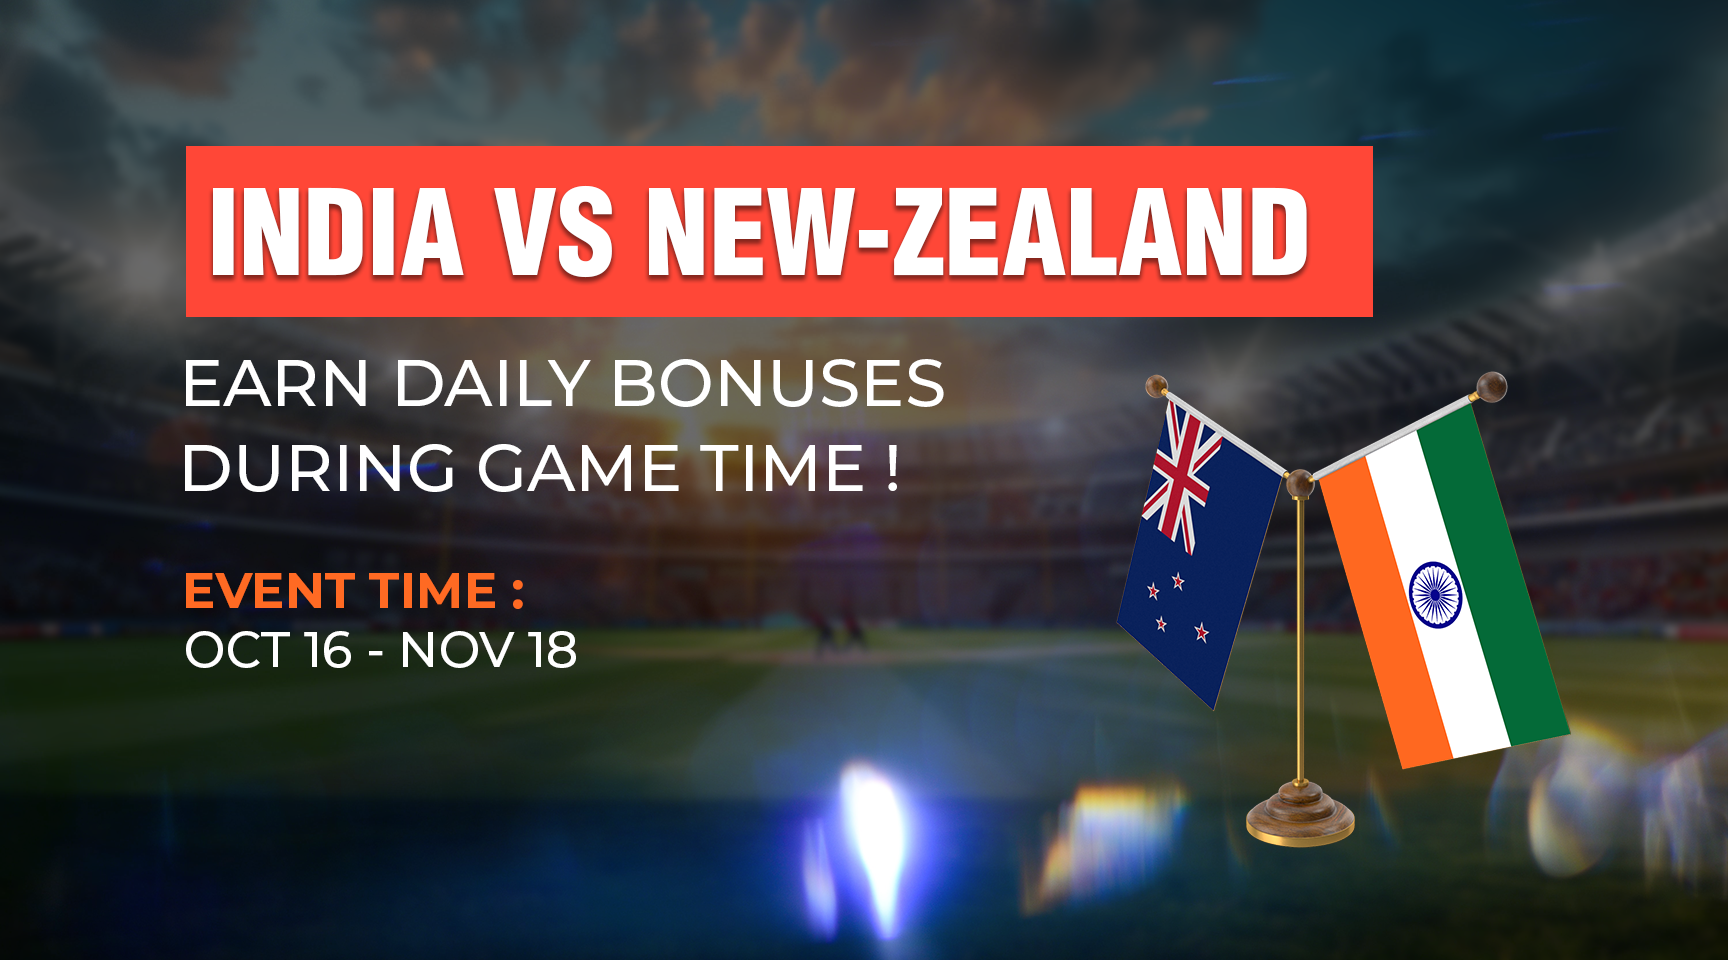 INDIA VS NEW-ZEALAND
EARN DAILY BONUSES
DURING GAME TIME !
EVENT TIME :
OCT 16 - NOV 18